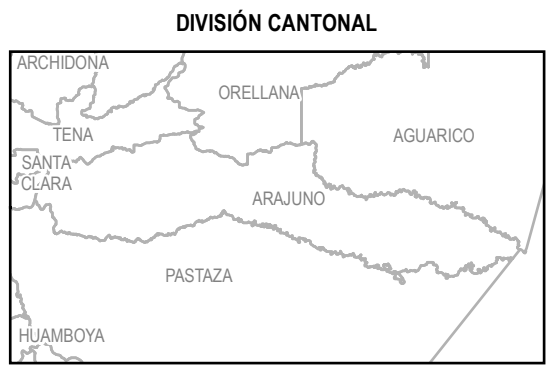 DIVISIÓN CANTONAL
ARCHIDONA
ORELLANA
TENA
AGUARICO
SANTA
CLARA
ARAJUNO
PASTAZA
HUAMBOYA